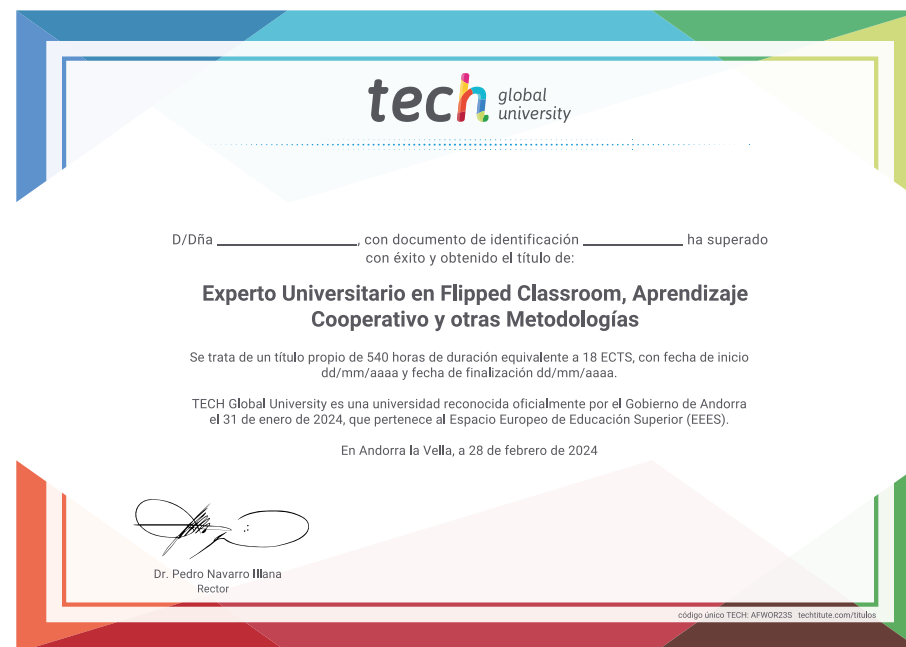 tech global university
D/Dña ____________________, con documento de identificación ______________ ha superado
con éxito y obtenido el título de:
Experto Universitario en Flipped Classroom, Aprendizaje
Cooperativo y otras Metodologías
Se trata de un título propio de 540 horas de duración equivalente a 18 ECTS, con fecha de inicio
dd/mm/aaaa y fecha de finalización dd/mm/aaaa.
TECH Global University es una universidad reconocida oficialmente por el Gobierno de Andorra
el 31 de enero de 2024, que pertenece al Espacio Europeo de Educación Superior (EEES).
En Andorra la Vella, a 28 de febrero de 2024
Dr. Pedro Navarro Illana
Rector
código único TECH: AFWOR23S techtitute.com/titulos